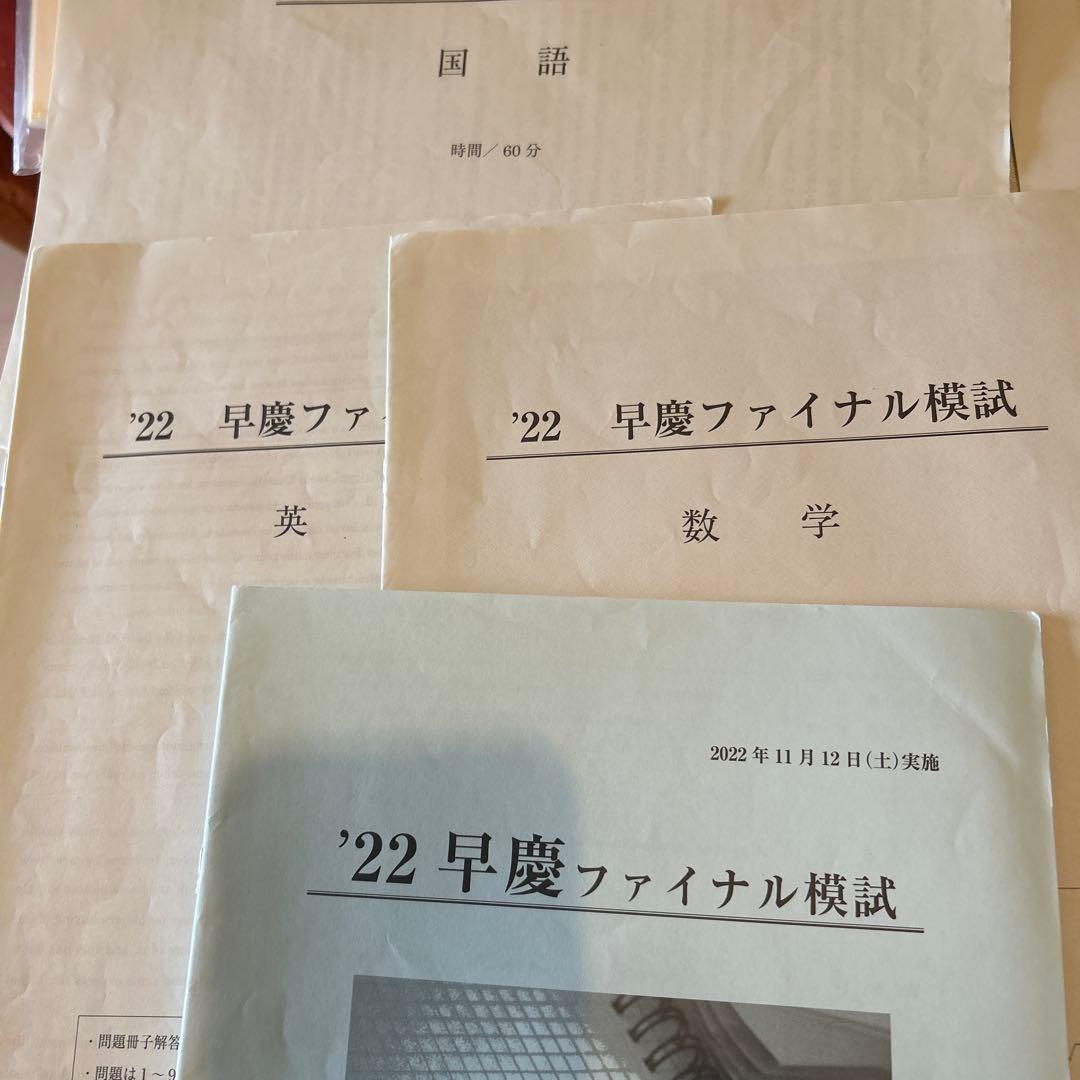 国 語
時間／60分
'22 早慶ファイ
英
'22 早慶ファイナル模試
数 学
2022年11月12日(土)実施
'22 早慶ファイナル模試
・問題冊子解答
・問題は1～9